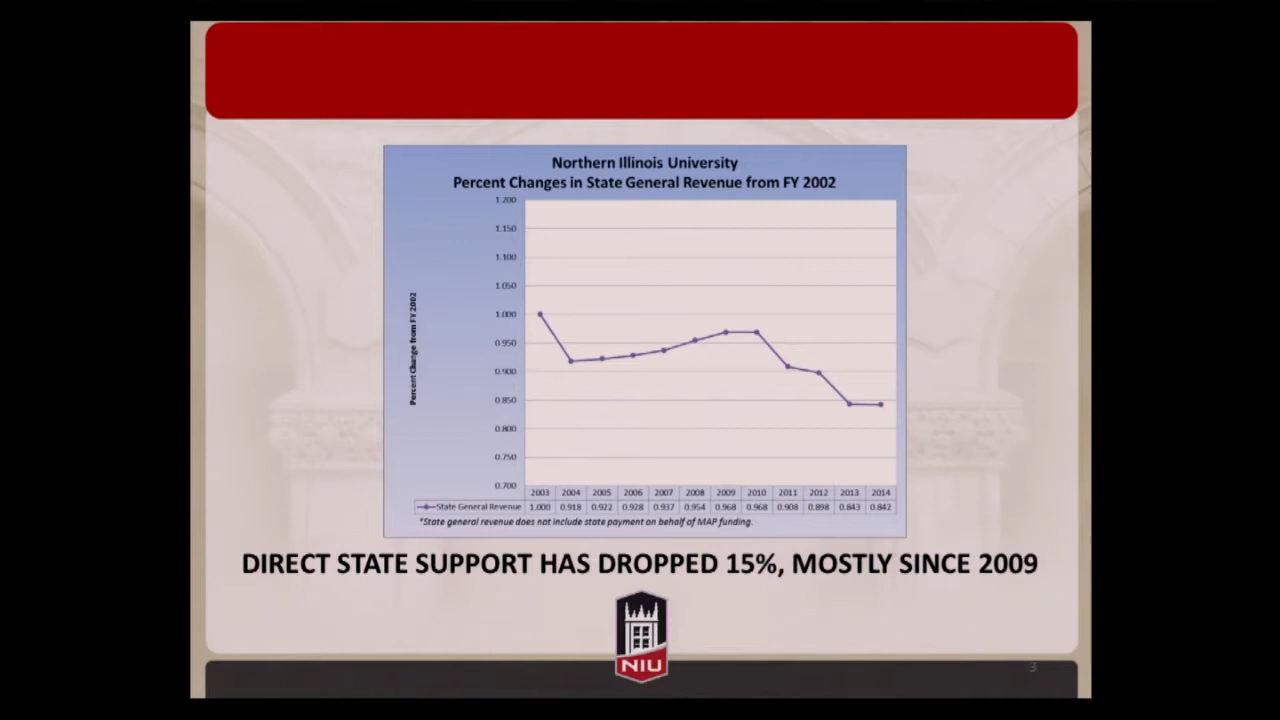 Northern Illinois University
Percent Changes in State General Revenue from FY 2002
1.200
1.150
1.100
1.050
1.000
0.950
0.900
0.850
0.800
0.750
0.700
Percent Change from FY 2002
2003 2004 2005 2006 2007 2008 2009 2010 2011 2012 2013 2014
State General Revenue 1.000 0.918 0.922 0.928 0.937 0.954 0.968 0.968 0.908 0.898 0.843 0.842
*State general revenue does not include state payment on behalf of MAP funding.
DIRECT STATE SUPPORT HAS DROPPED 15%, MOSTLY SINCE 2009
NIU
3